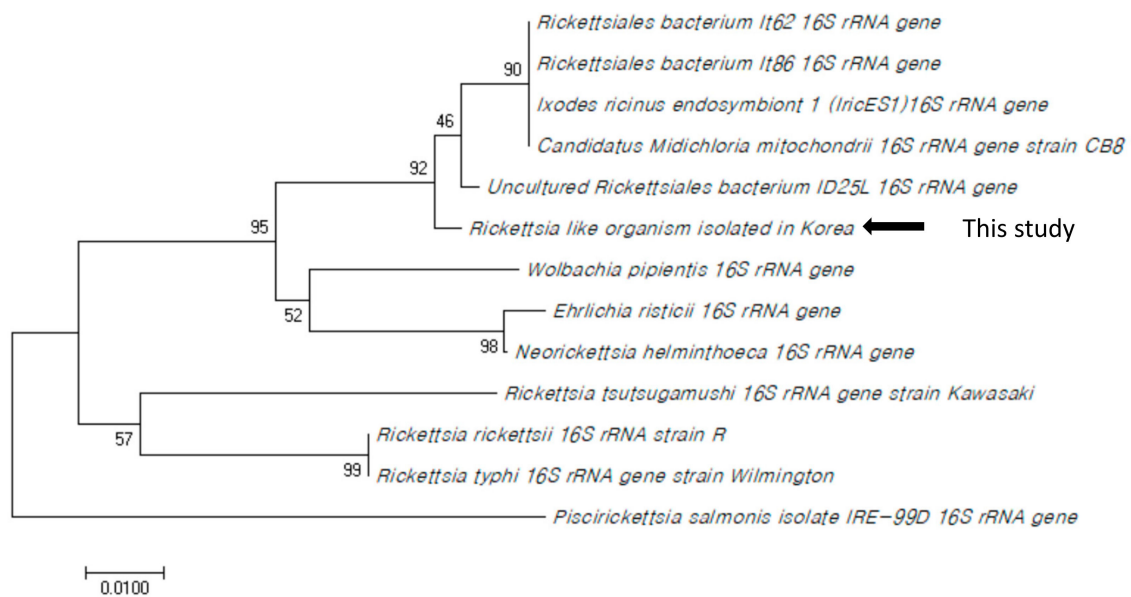 Rickettsiales bacterium It62 16S rRNA gene
90
Rickettsiales bacterium It86 16S rRNA gene
Ixodes ricinus endosymbiont 1 (IricES1)16S rRNA gene
46
Candidatus Midichloria mitochondrii 16S rRNA gene strain CB8
92
Uncultured Rickettsiales bacterium ID25L 16S rRNA gene
95
Rickettsia like organism isolated in Korea
This study
Wolbachia pipientis 16S rRNA gene
52
Ehrlichia risticii 16S rRNA gene
98
Neorickettsia helminthoeca 16S rRNA gene
Rickettsia tsutsugamushi 16S rRNA gene strain Kawasaki
57
Rickettsia rickettsii 16S rRNA strain R
99
Rickettsia typhi 16S rRNA gene strain Wilmington
Piscirickettsia salmonis isolate IRE-99D 16S rRNA gene
0.0100